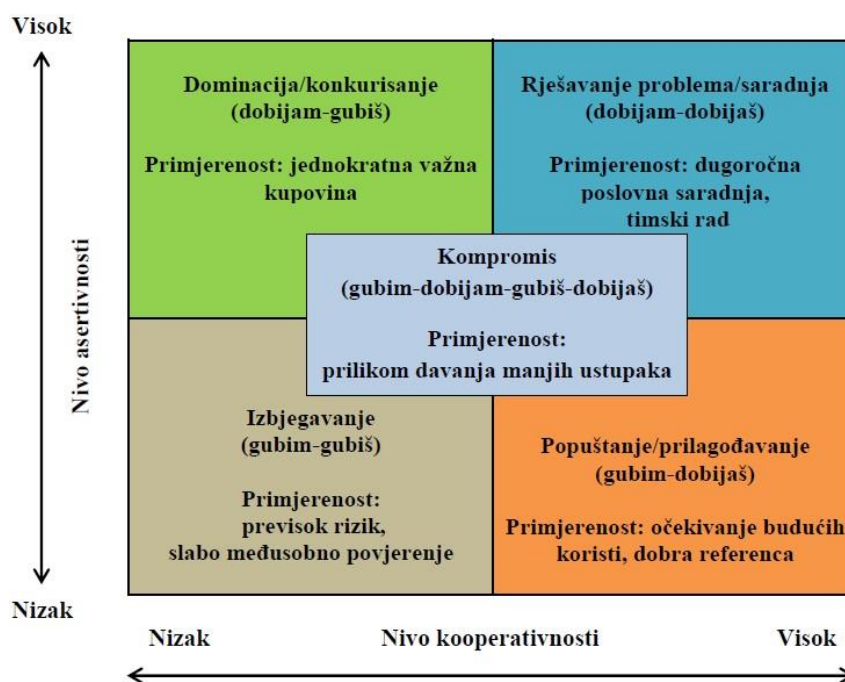 Visok
Dominacija/konkurisanje
(dobijam-gubiš)
Primjerenost: jednokratna važna
kupovina
Rješavanje problema/saradnja
(dobijam-dobijaš)
Primjerenost: dugoročna
poslovna saradnja,
timski rad
Kompromis
(gubim-dobijam-gubiš-dobijaš)
Primjerenost:
prilikom davanja manjih ustupaka
Nivo asertivnosti
Izbjegavanje
(gubim-gubiš)
Primjerenost:
previsok rizik,
slabo međusobno povjerenje
Popuštanje/prilagođavanje
(gubim-dobijaš)
Primjerenost: očekivanje budućih
koristi, dobra referenca
Nizak
Nizak
Nivo kooperativnosti
Visok